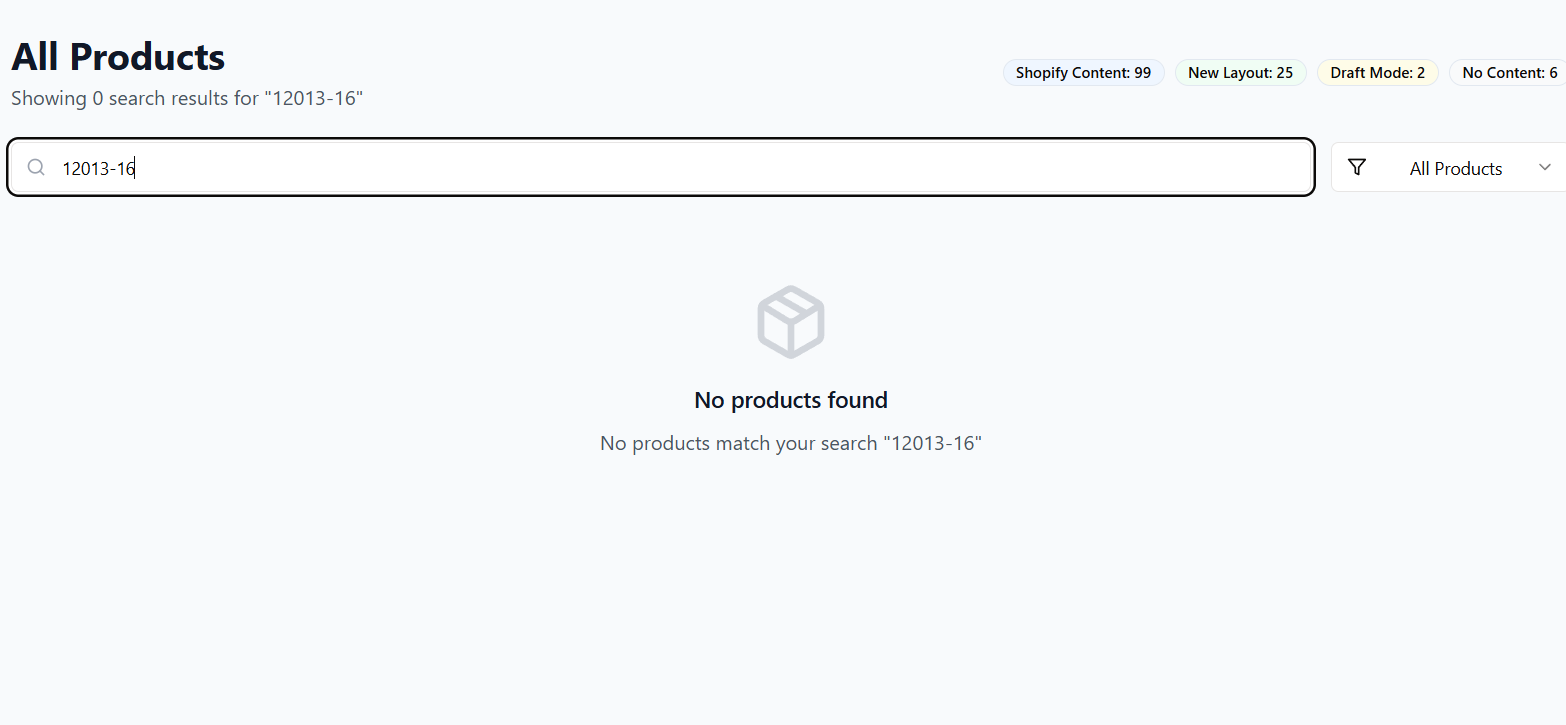 All Products
Showing 0 search results for "12013-16"
Shopify Content: 99
New Layout: 25
Draft Mode: 2
No Content: 6
12013-16
All Products
No products found
No products match your search "12013-16"